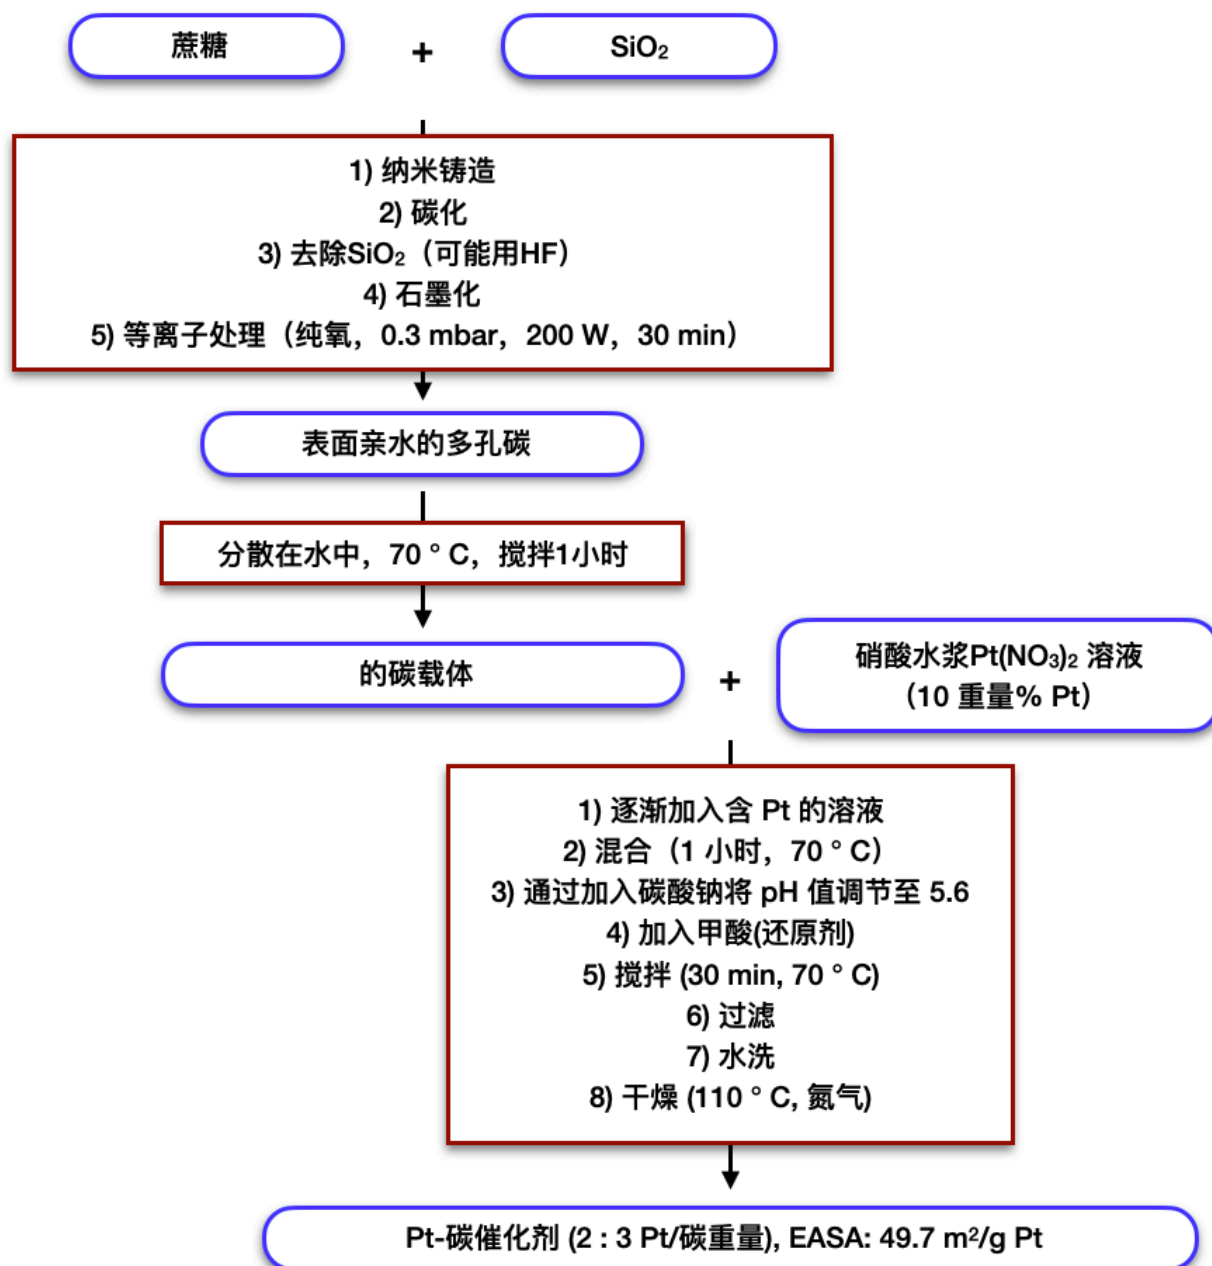 蔗糖
+
SiO₂
1) 纳米铸造
2) 碳化
3) 去除SiO₂（可能用HF）
4) 石墨化
5) 等离子处理（纯氧，0.3 mbar，200 W，30 min）
表面亲水的多孔碳
分散在水中，70 ° C，搅拌1小时
的碳载体
+
硝酸水浆Pt(NO₃)₂ 溶液
（10 重量% Pt）
1) 逐渐加入含 Pt 的溶液
2) 混合（1 小时，70 ° C）
3) 通过加入碳酸钠将 pH 值调节至 5.6
4) 加入甲酸(还原剂)
5) 搅拌 (30 min, 70 ° C)
6) 过滤
7) 水洗
8) 干燥 (110 ° C, 氮气)
Pt-碳催化剂 (2 : 3 Pt/碳重量), EASA: 49.7 m²/g Pt